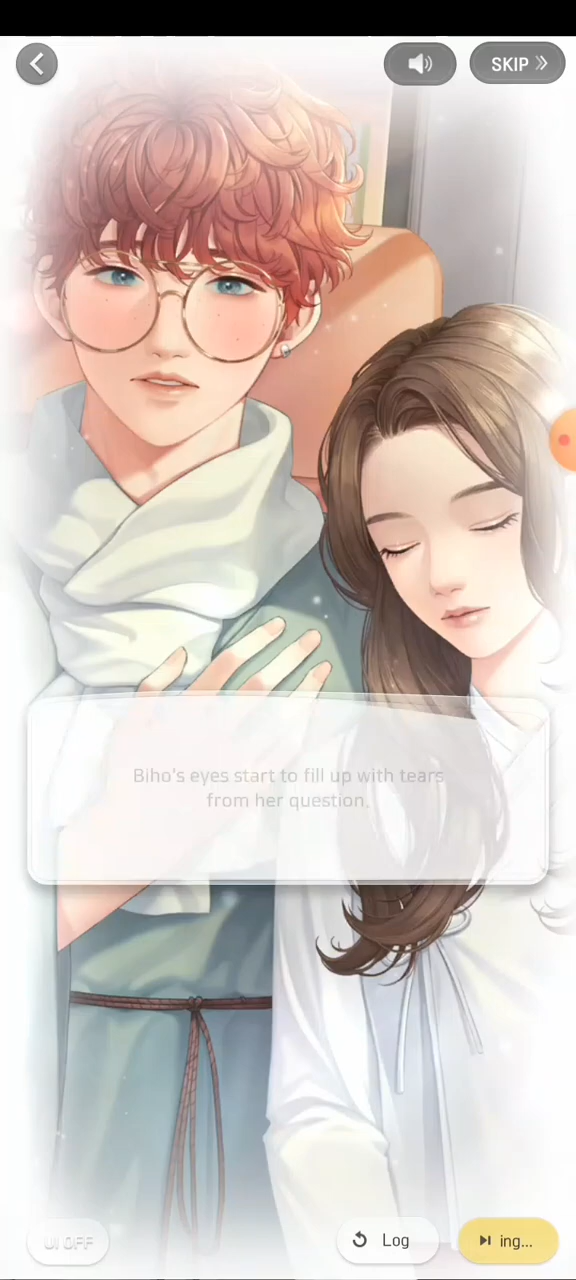 SKIP
Biho's eyes start to fill up with tears
from her question.
UI OFF
Log
ing...